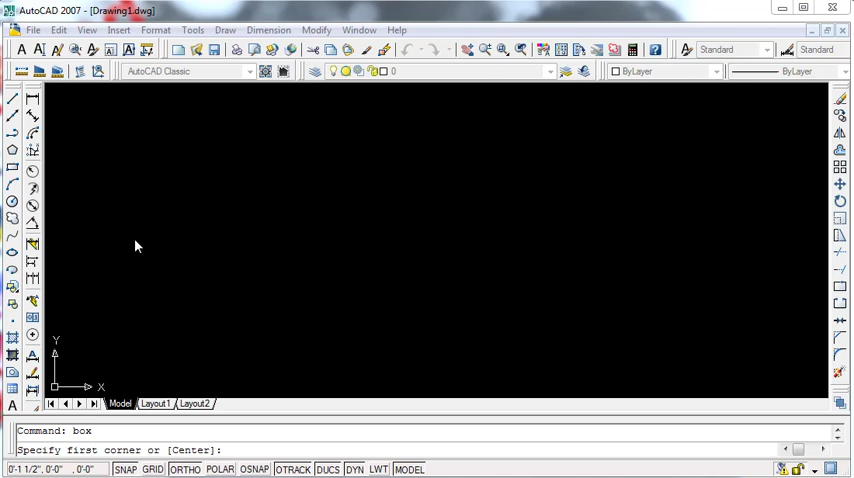 AutoCAD 2007 - [Drawing1.dwg]
File Edit View Insert Format Tools Draw Dimension Modify Window Help
Standard Standard
AutoCAD Classic 0 ByLayer ByLayer
Y
X
Model Layout1 Layout2
Command: box
Specify first corner or [Center]:
0'-1 1/2", 0'-0" , 0'-0" SNAP GRID ORTHO POLAR OSNAP OTRACK DUCS DYN LWT MODEL